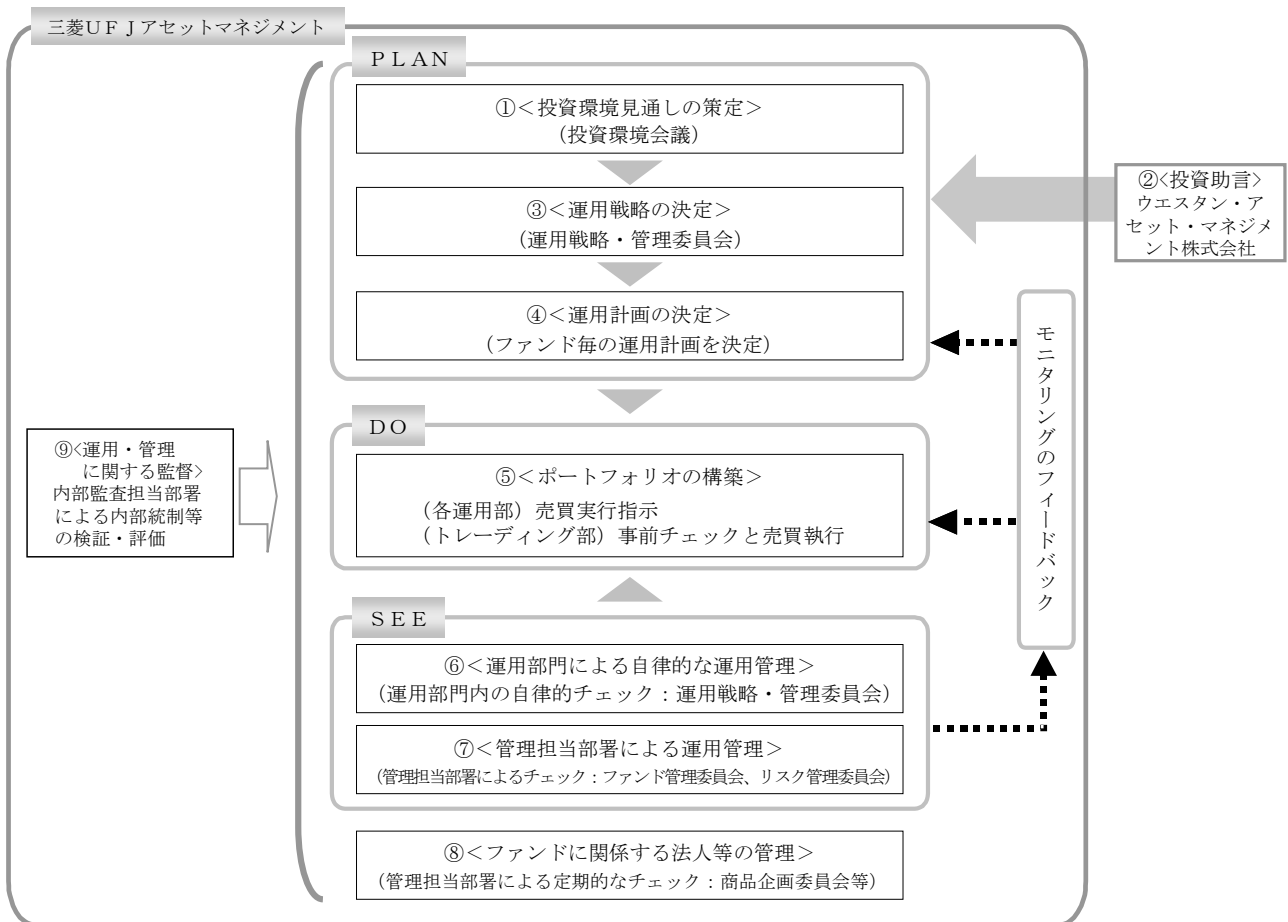 三菱UFJアセットマネジメント
PLAN
①＜投資環境見通しの策定＞
（投資環境会議）
②＜投資助言＞
ウエスタン・ア
セット・マネジメ
ント株式会社
③＜運用戦略の決定＞
（運用戦略・管理委員会）
④＜運用計画の決定＞
（ファンド毎の運用計画を決定）
モニタリングのフィードバック
DO
⑤＜ポートフォリオの構築＞
（各運用部）売買実行指示
（トレーディング部）事前チェックと売買執行
⑨＜運用・管理
に関する監督＞
内部監査担当部署
による内部統制等
の検証・評価
SEE
⑥＜運用部門による自律的な運用管理＞
（運用部門内の自律的チェック：運用戦略・管理委員会）
⑦＜管理担当部署による運用管理＞
（管理担当部署によるチェック：ファンド管理委員会、リスク管理委員会）
⑧＜ファンドに関係する法人等の管理＞
（管理担当部署による定期的なチェック：商品企画委員会等）